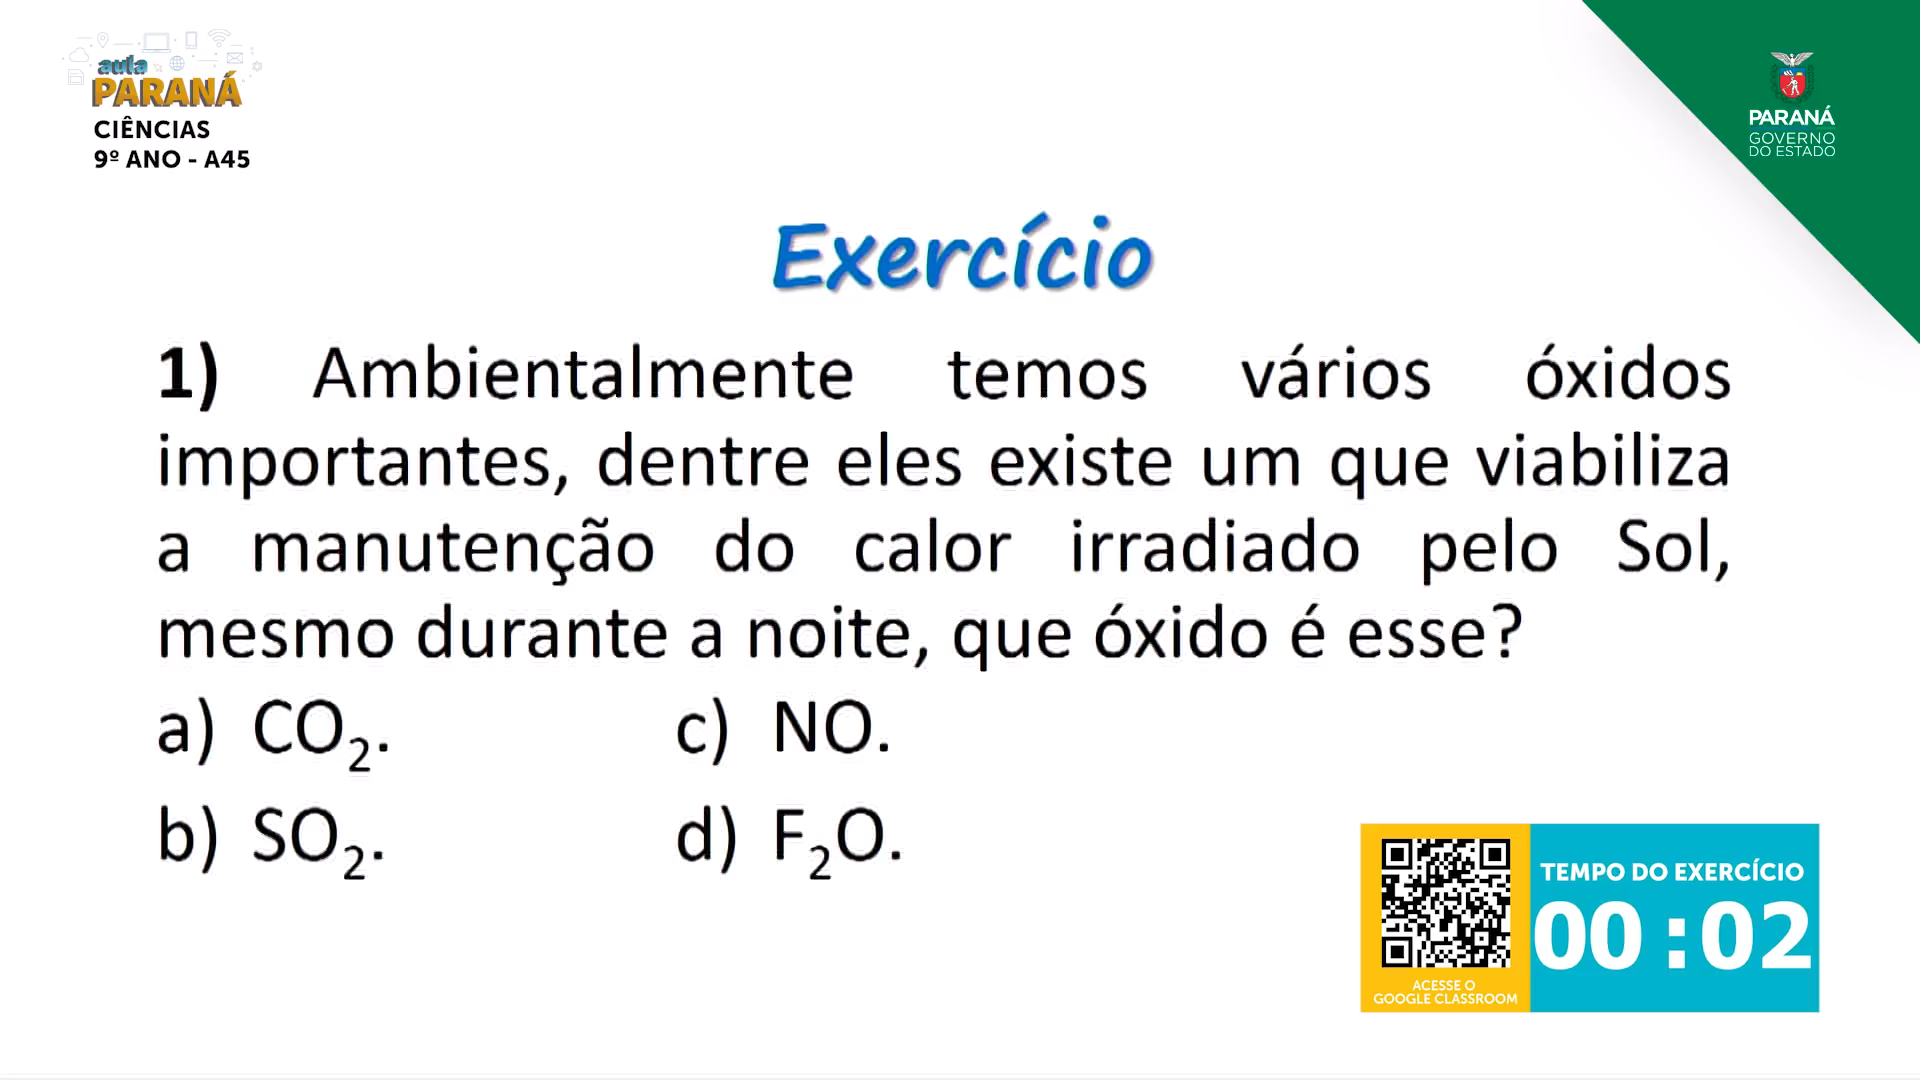 aula
PARANÁ
CIÊNCIAS
9º ANO - A45
PARANÁ
GOVERNO
DO ESTADO
Exercício
1) Ambientalmente temos vários óxidos
importantes, dentre eles existe um que viabiliza
a manutenção do calor irradiado pelo Sol,
mesmo durante a noite, que óxido é esse?
a) CO₂. c) NO.
b) SO₂. d) F₂O.
TEMPO DO EXERCÍCIO
00:02
ACESSE O
GOOGLE CLASSROOM